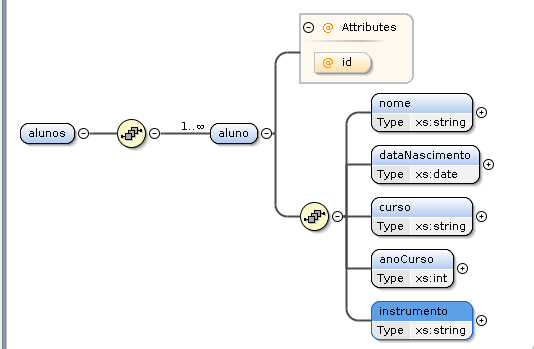 @ Attributes
@ id
alunos
1..∞
aluno
nome
Type xs:string
dataNascimento
Type xs:date
curso
Type xs:string
anoCurso
Type xs:int
instrumento
Type xs:string